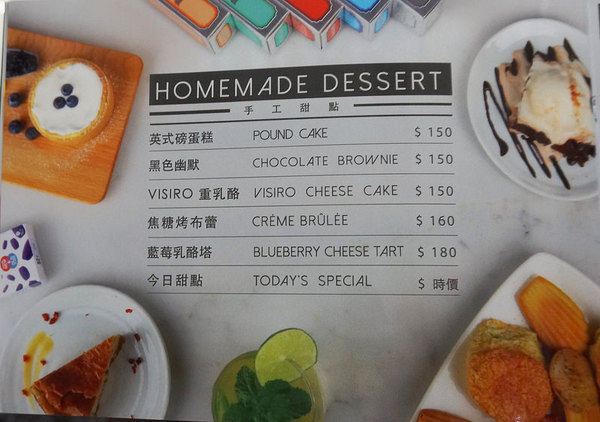 HOMEMADE DESSERT
手工甜點
英式磅蛋糕 POUND CAKE $ 150
黑色幽默 CHOCOLATE BROWNIE $ 150
VISIRO 重乳酪 VISIRO CHEESE CAKE $ 150
焦糖烤布蕾 CRÉME BRÛLÉE $ 160
藍莓乳酪塔 BLUEBERRY CHEESE TART $ 180
今日甜點 TODAY'S SPECIAL $ 時價